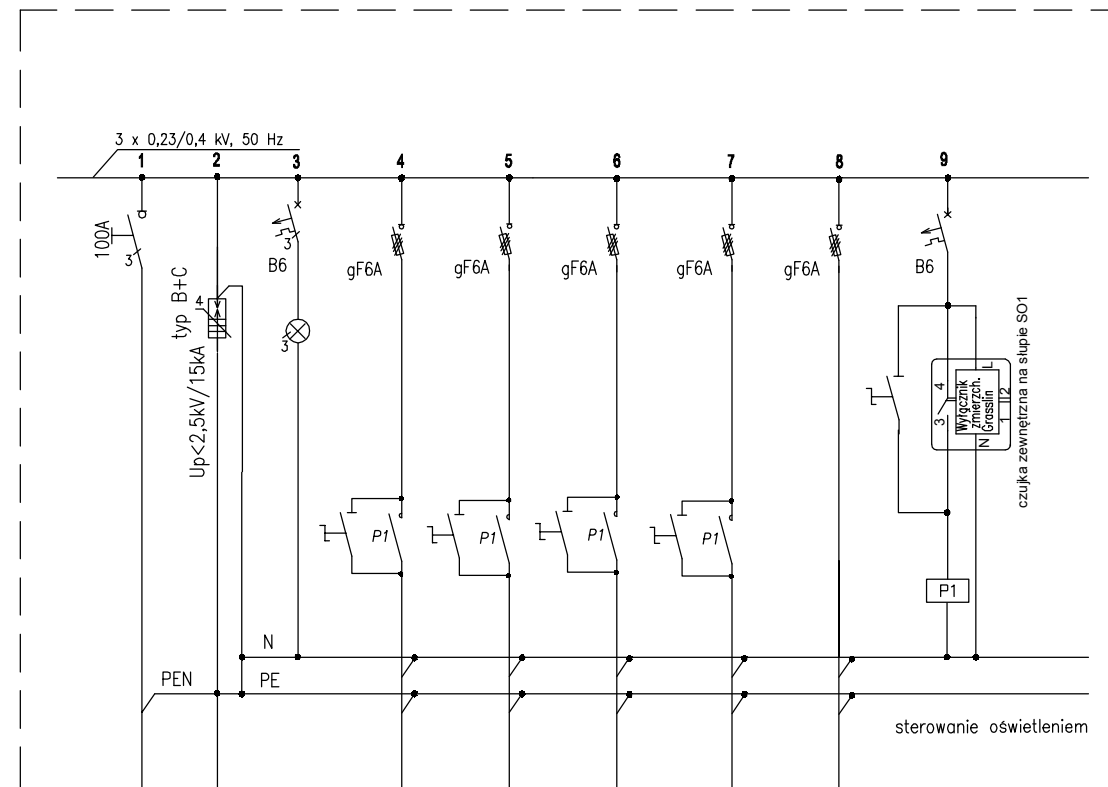 3 x 0,23/0,4 kV, 50 Hz
1 2 3 4 5 6 7 8 9
100A
3
typ B+C
4
Up<2,5kV/15kA
3
B6
3
gF6A
gF6A
gF6A
gF6A
gF6A
B6
P1
P1
P1
P1
4
3
Wyłącznik
zmierzch.
Grasslin
L
N
1
2
czujka zewnętrzna na słupie SO1
P1
N
PEN
PE
sterowanie oświetleniem